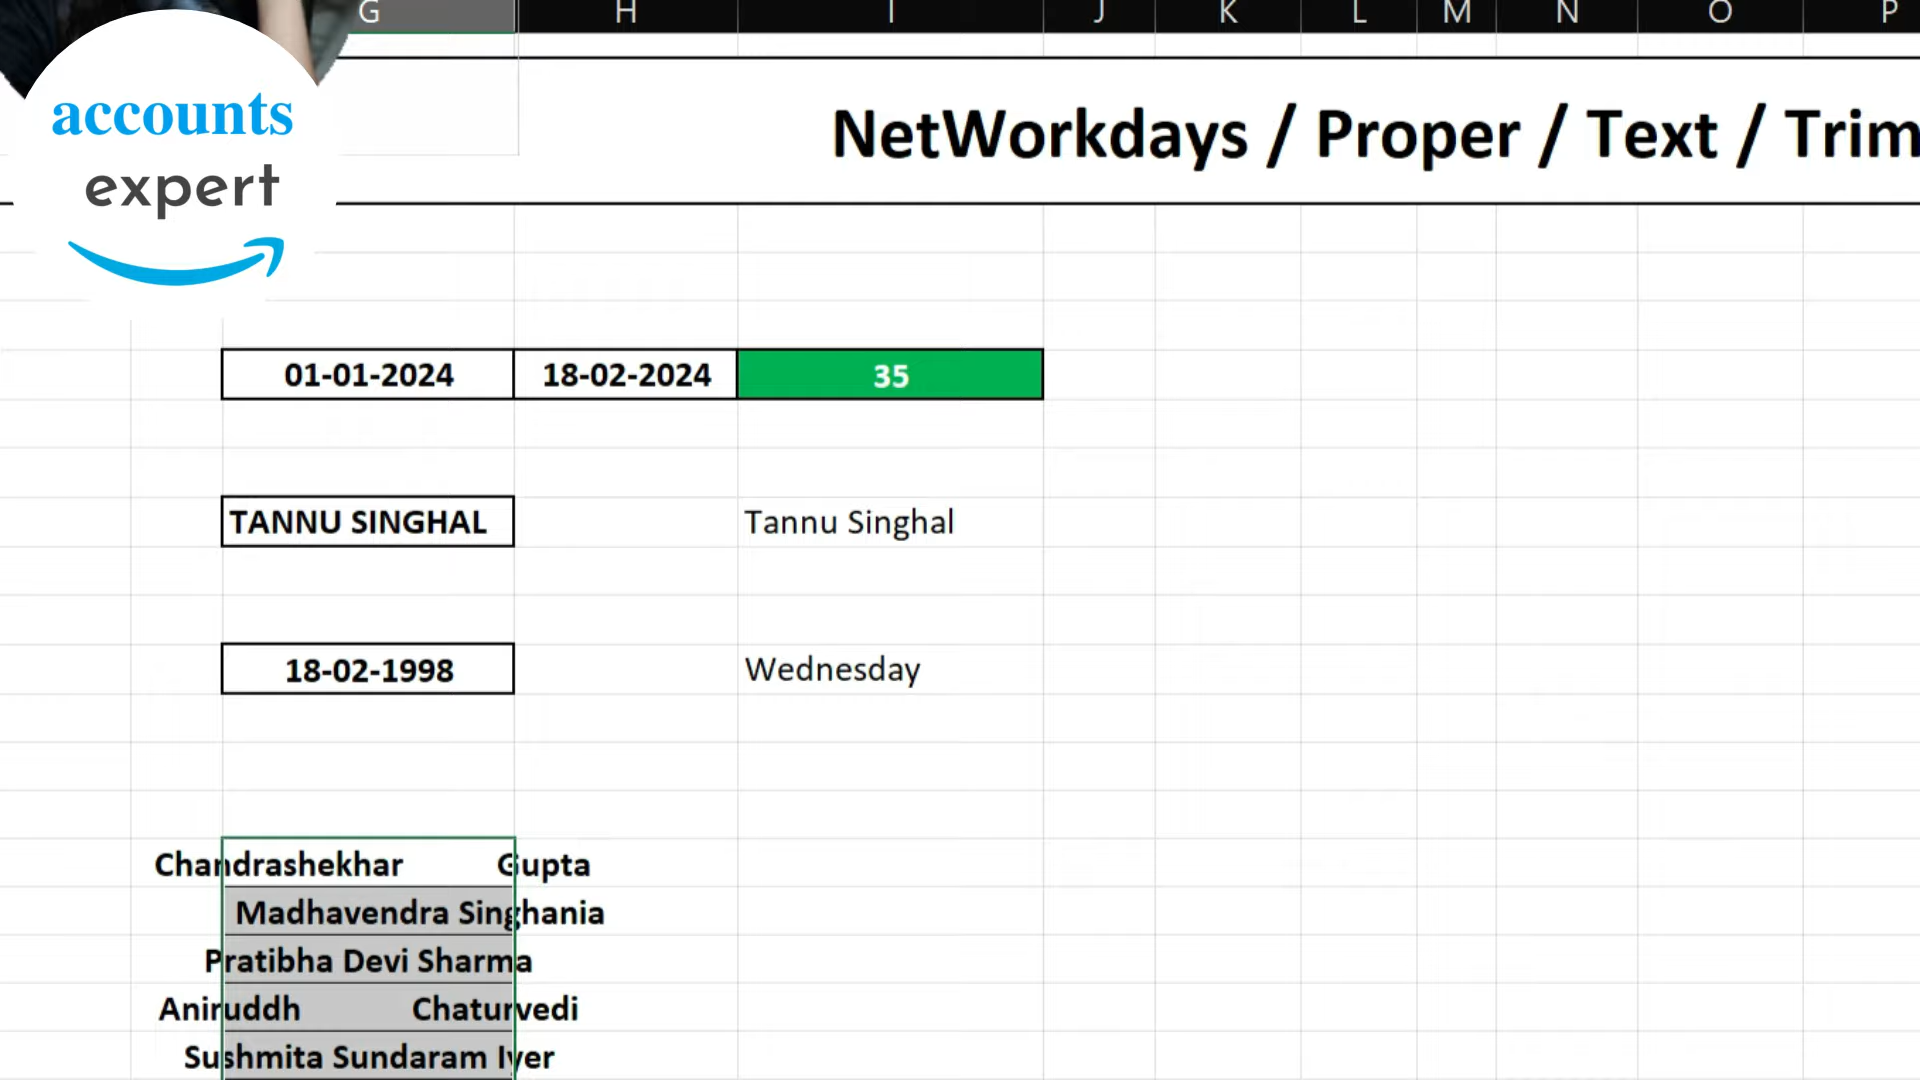 G H I J K L M N O P
accounts
expert
NetWorkdays / Proper / Text / Trim
01-01-2024 18-02-2024 35
TANNU SINGHAL Tannu Singhal
18-02-1998 Wednesday
Chandrashekhar Gupta
Madhavendra Singhania
Pratibha Devi Sharma
Aniruddh Chaturvedi
Sushmita Sundaram Iyer